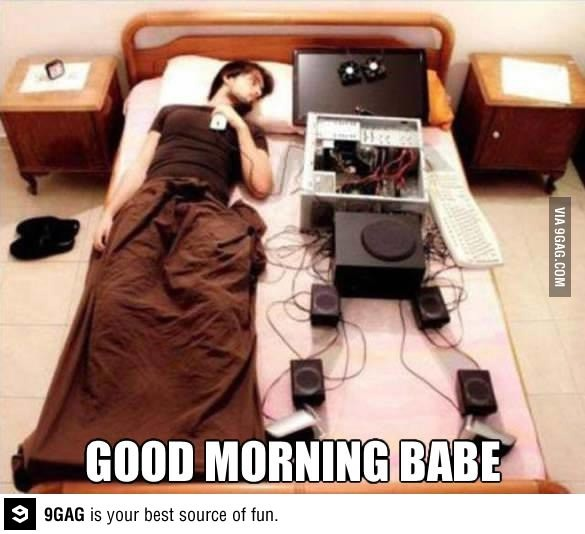 VIA 9GAG.COM
GOOD MORNING BABE
9GAG is your best source of fun.